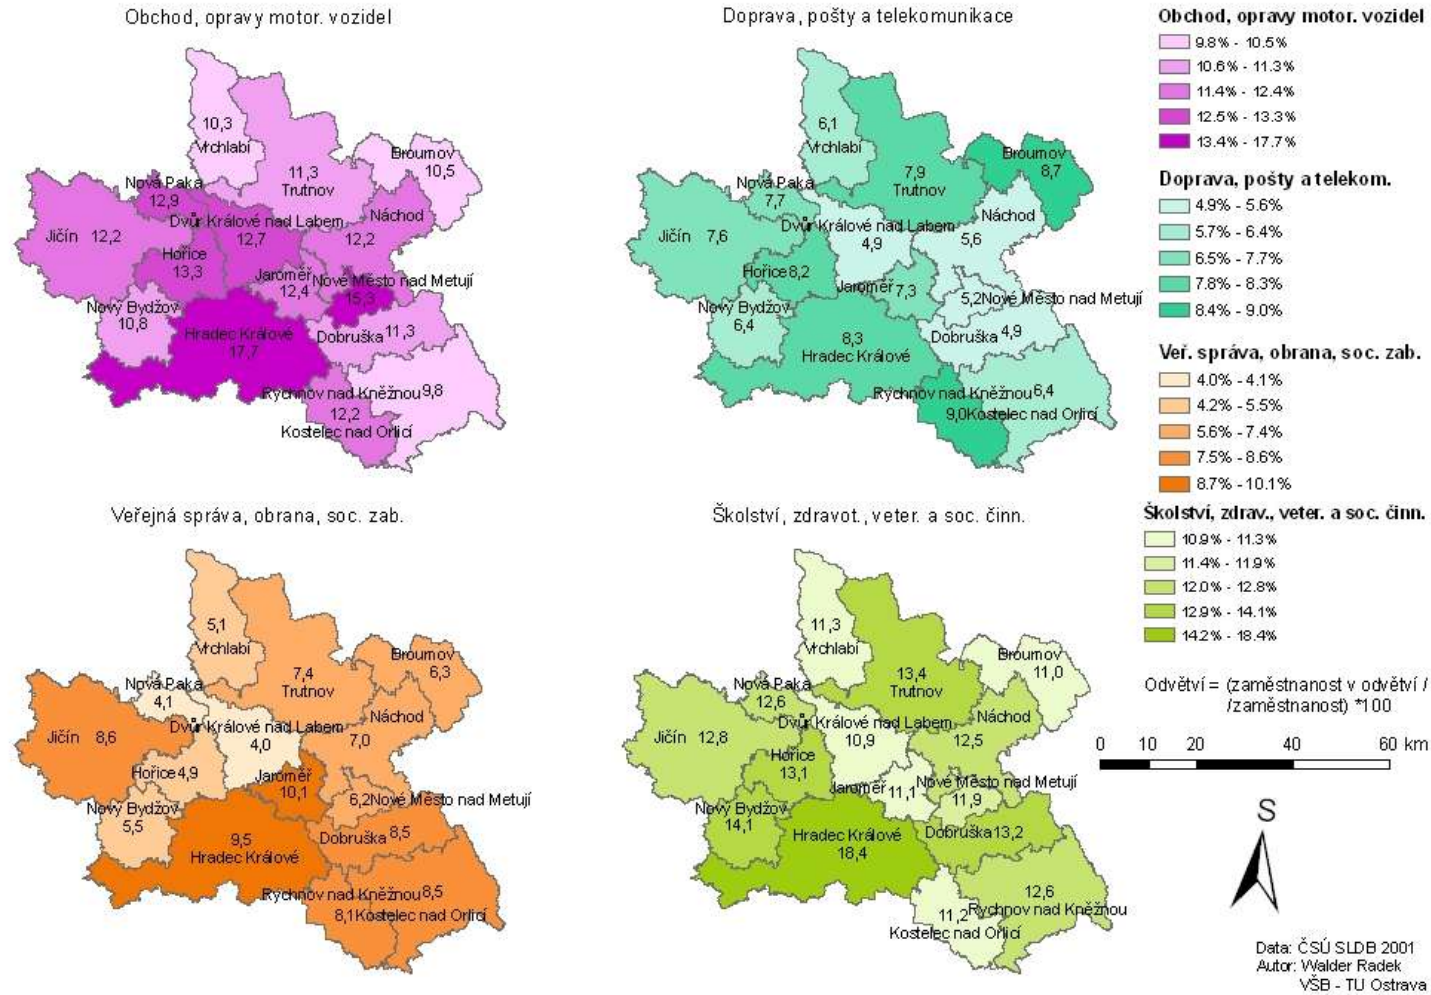 Obchod, opravy motor. vozidel
10,3
Vrchlabí
11,3
Trutnov
Broumov
10,5
Nová Paka
12,9
Dvůr Králové nad Labem
12,7
Náchod
12,2
Jičín 12,2
Hořice
13,3
Jaroměř
12,4
Nové Město nad Metují
15,3
Nový Bydžov
10,8
Hradec Králové
17,7
Dobruška 11,3
Rychnov nad Kněžnou 9,8
12,2
Kostelec nad Orlicí
Doprava, pošty a telekomunikace
6,1
Vrchlabí
7,9
Trutnov
Broumov
8,7
Nová Paka
7,7
Dvůr Králové nad Labem
4,9
Náchod
5,6
Jičín 7,6
Hořice 8,2
Jaroměř 7,3
5,2 Nové Město nad Metují
Nový Bydžov
6,4
8,3
Hradec Králové
Dobruška 4,9
Rychnov nad Kněžnou 6,4
9,0 Kostelec nad Orlicí
Obchod, opravy motor. vozidel
9.8% - 10.5%
10.6% - 11.3%
11.4% - 12.4%
12.5% - 13.3%
13.4% - 17.7%
Doprava, pošty a telekom.
4.9% - 5.6%
5.7% - 6.4%
6.5% - 7.7%
7.8% - 8.3%
8.4% - 9.0%
Veř. správa, obrana, soc. zab.
4.0% - 4.1%
4.2% - 5.5%
5.6% - 7.4%
7.5% - 8.6%
8.7% - 10.1%
Veřejná správa, obrana, soc. zab.
5,1
Vrchlabí
7,4
Trutnov
Broumov
6,3
Nová Paka
4,1
Dvůr Králové nad Labem
4,0
Náchod
7,0
Jičín 8,6
Hořice 4,9
Jaroměř
10,1
6,2 Nové Město nad Metují
Nový Bydžov
5,5
9,5
Hradec Králové
Dobruška 8,5
Rychnov nad Kněžnou 8,5
8,1 Kostelec nad Orlicí
Školství, zdravot., veter. a soc. činn.
11,3
Vrchlabí
13,4
Trutnov
Broumov
11,0
Nová Paka
12,6
Dvůr Králové nad Labem
10,9
Náchod
12,5
Jičín 12,8
Hořice
13,1
Jaroměř 11,1
Nové Město nad Metují
11,9
Nový Bydžov
14,1
Hradec Králové
18,4
Dobruška 13,2
12,6
Rychnov nad Kněžnou
11,2
Kostelec nad Orlicí
Školství, zdrav., veter. a soc. činn.
10.9% - 11.3%
11.4% - 11.9%
12.0% - 12.8%
12.9% - 14.1%
14.2% - 18.4%
Odvětví = (zaměstnanost v odvětví /
/zaměstnanost) *100
0 10 20 40 60 km
S
Data: ČSÚ SLDB 2001
Autor: Walder Radek
VŠB - TU Ostrava